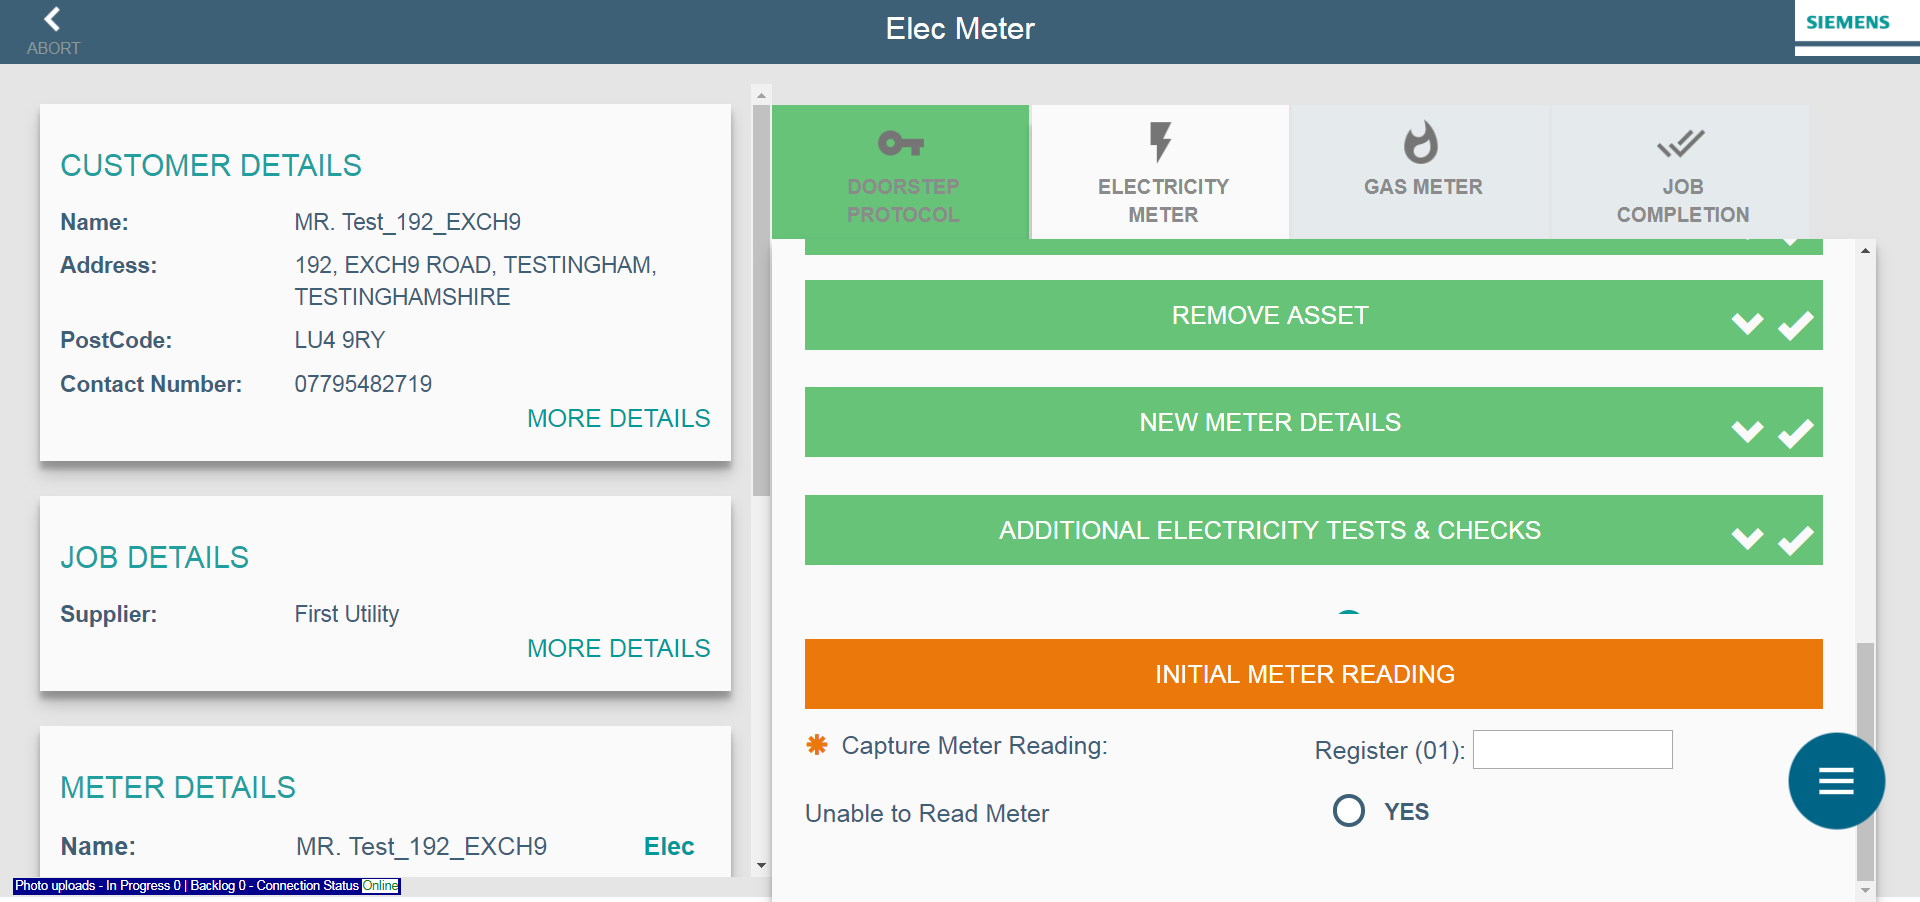 ABORT
Elec Meter
SIEMENS
CUSTOMER DETAILS
Name: MR. Test_192_EXCH9
Address: 192, EXCH9 ROAD, TESTINGHAM,
TESTINGHAMSHIRE
PostCode: LU4 9RY
Contact Number: 07795482719
MORE DETAILS
JOB DETAILS
Supplier: First Utility
MORE DETAILS
METER DETAILS
Name: MR. Test_192_EXCH9 Elec
Photo uploads - In Progress 0 | Backlog 0 - Connection Status Online
DOORSTEP
PROTOCOL
ELECTRICITY
METER
GAS METER
JOB
COMPLETION
REMOVE ASSET
NEW METER DETAILS
ADDITIONAL ELECTRICITY TESTS & CHECKS
INITIAL METER READING
✱ Capture Meter Reading: Register (01):
Unable to Read Meter YES